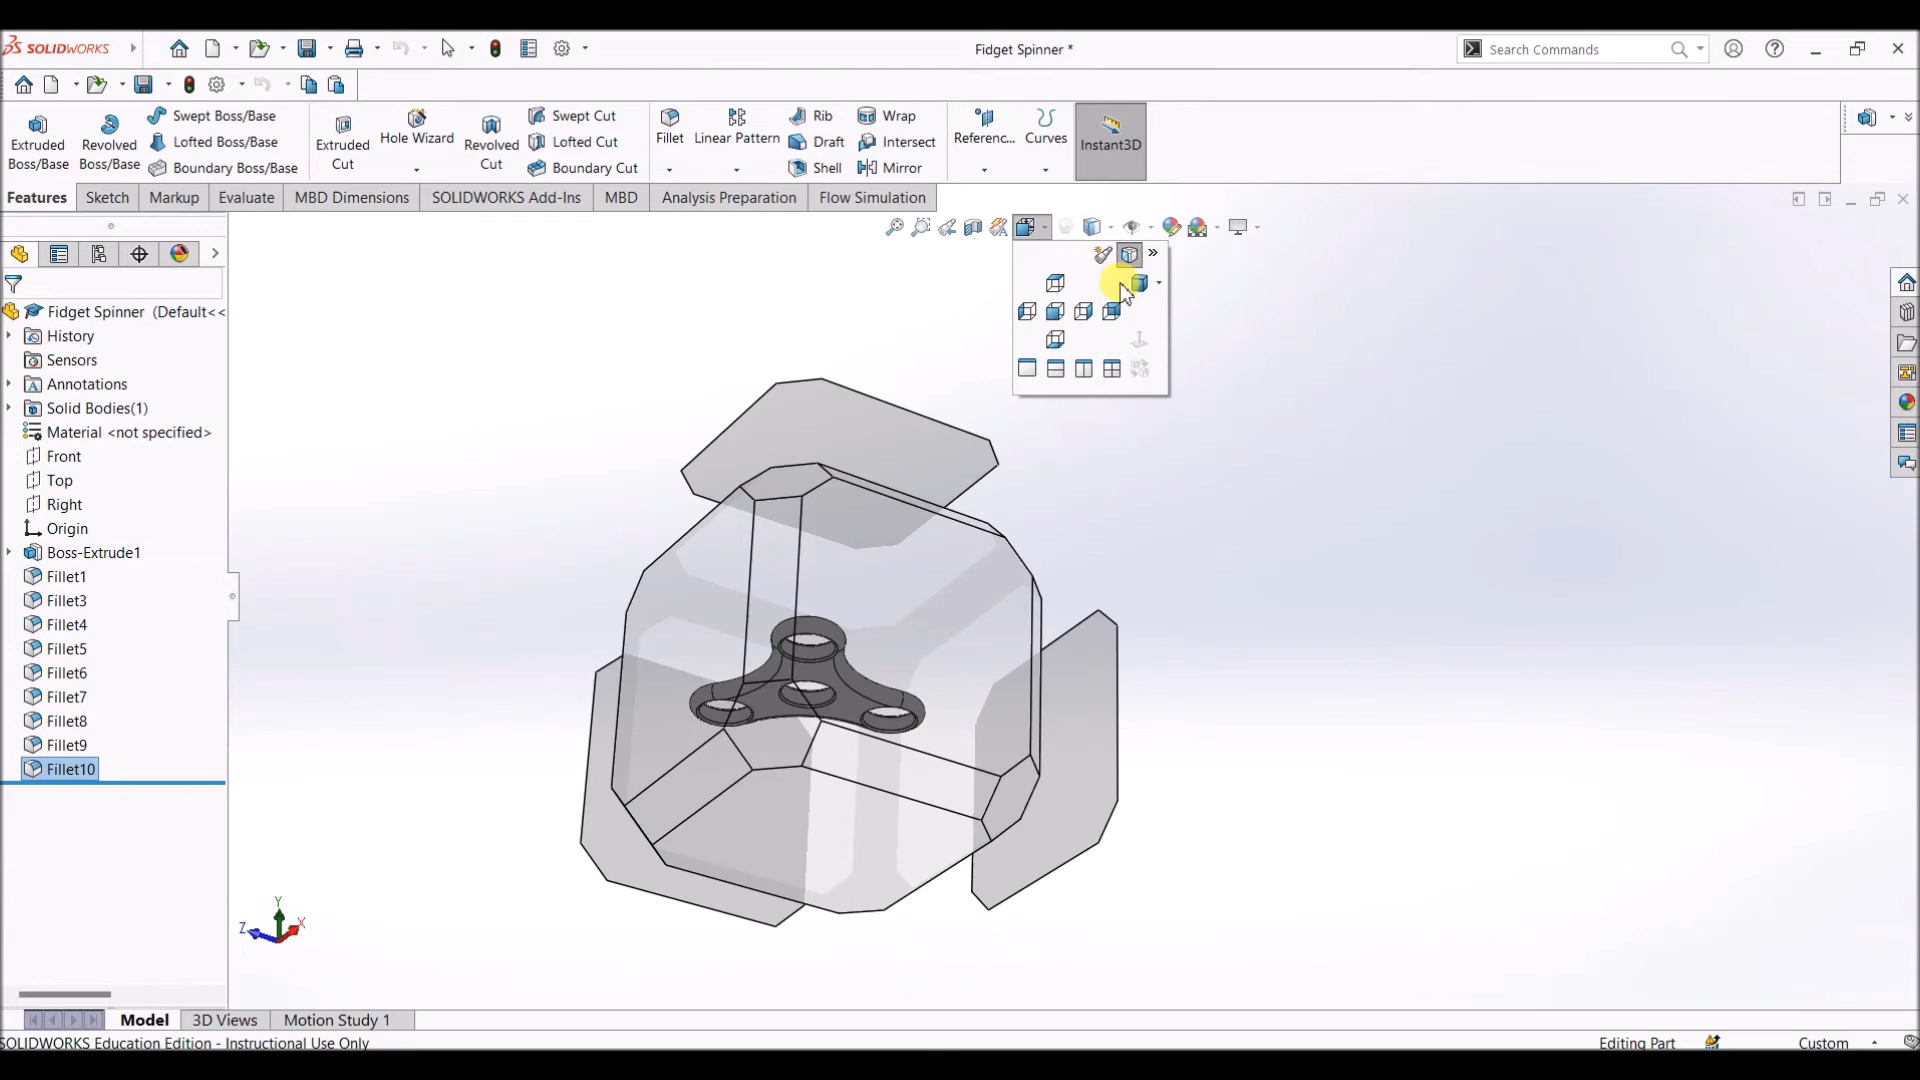 SOLIDWORKS
Fidget Spinner *
Search Commands
Extruded Boss/Base
Revolved Boss/Base
Swept Boss/Base
Lofted Boss/Base
Boundary Boss/Base
Extruded Cut
Hole Wizard
Revolved Cut
Swept Cut
Lofted Cut
Boundary Cut
Fillet
Linear Pattern
Rib
Draft
Shell
Wrap
Intersect
Mirror
Referenc...
Curves
Instant3D
Features
Sketch
Markup
Evaluate
MBD Dimensions
SOLIDWORKS Add-Ins
MBD
Analysis Preparation
Flow Simulation
Fidget Spinner (Default<<
History
Sensors
Annotations
Solid Bodies(1)
Material <not specified>
Front
Top
Right
Origin
Boss-Extrude1
Fillet1
Fillet3
Fillet4
Fillet5
Fillet6
Fillet7
Fillet8
Fillet9
Fillet10
Y
Z
X
Model
3D Views
Motion Study 1
SOLIDWORKS Education Edition - Instructional Use Only
Editing Part
Custom